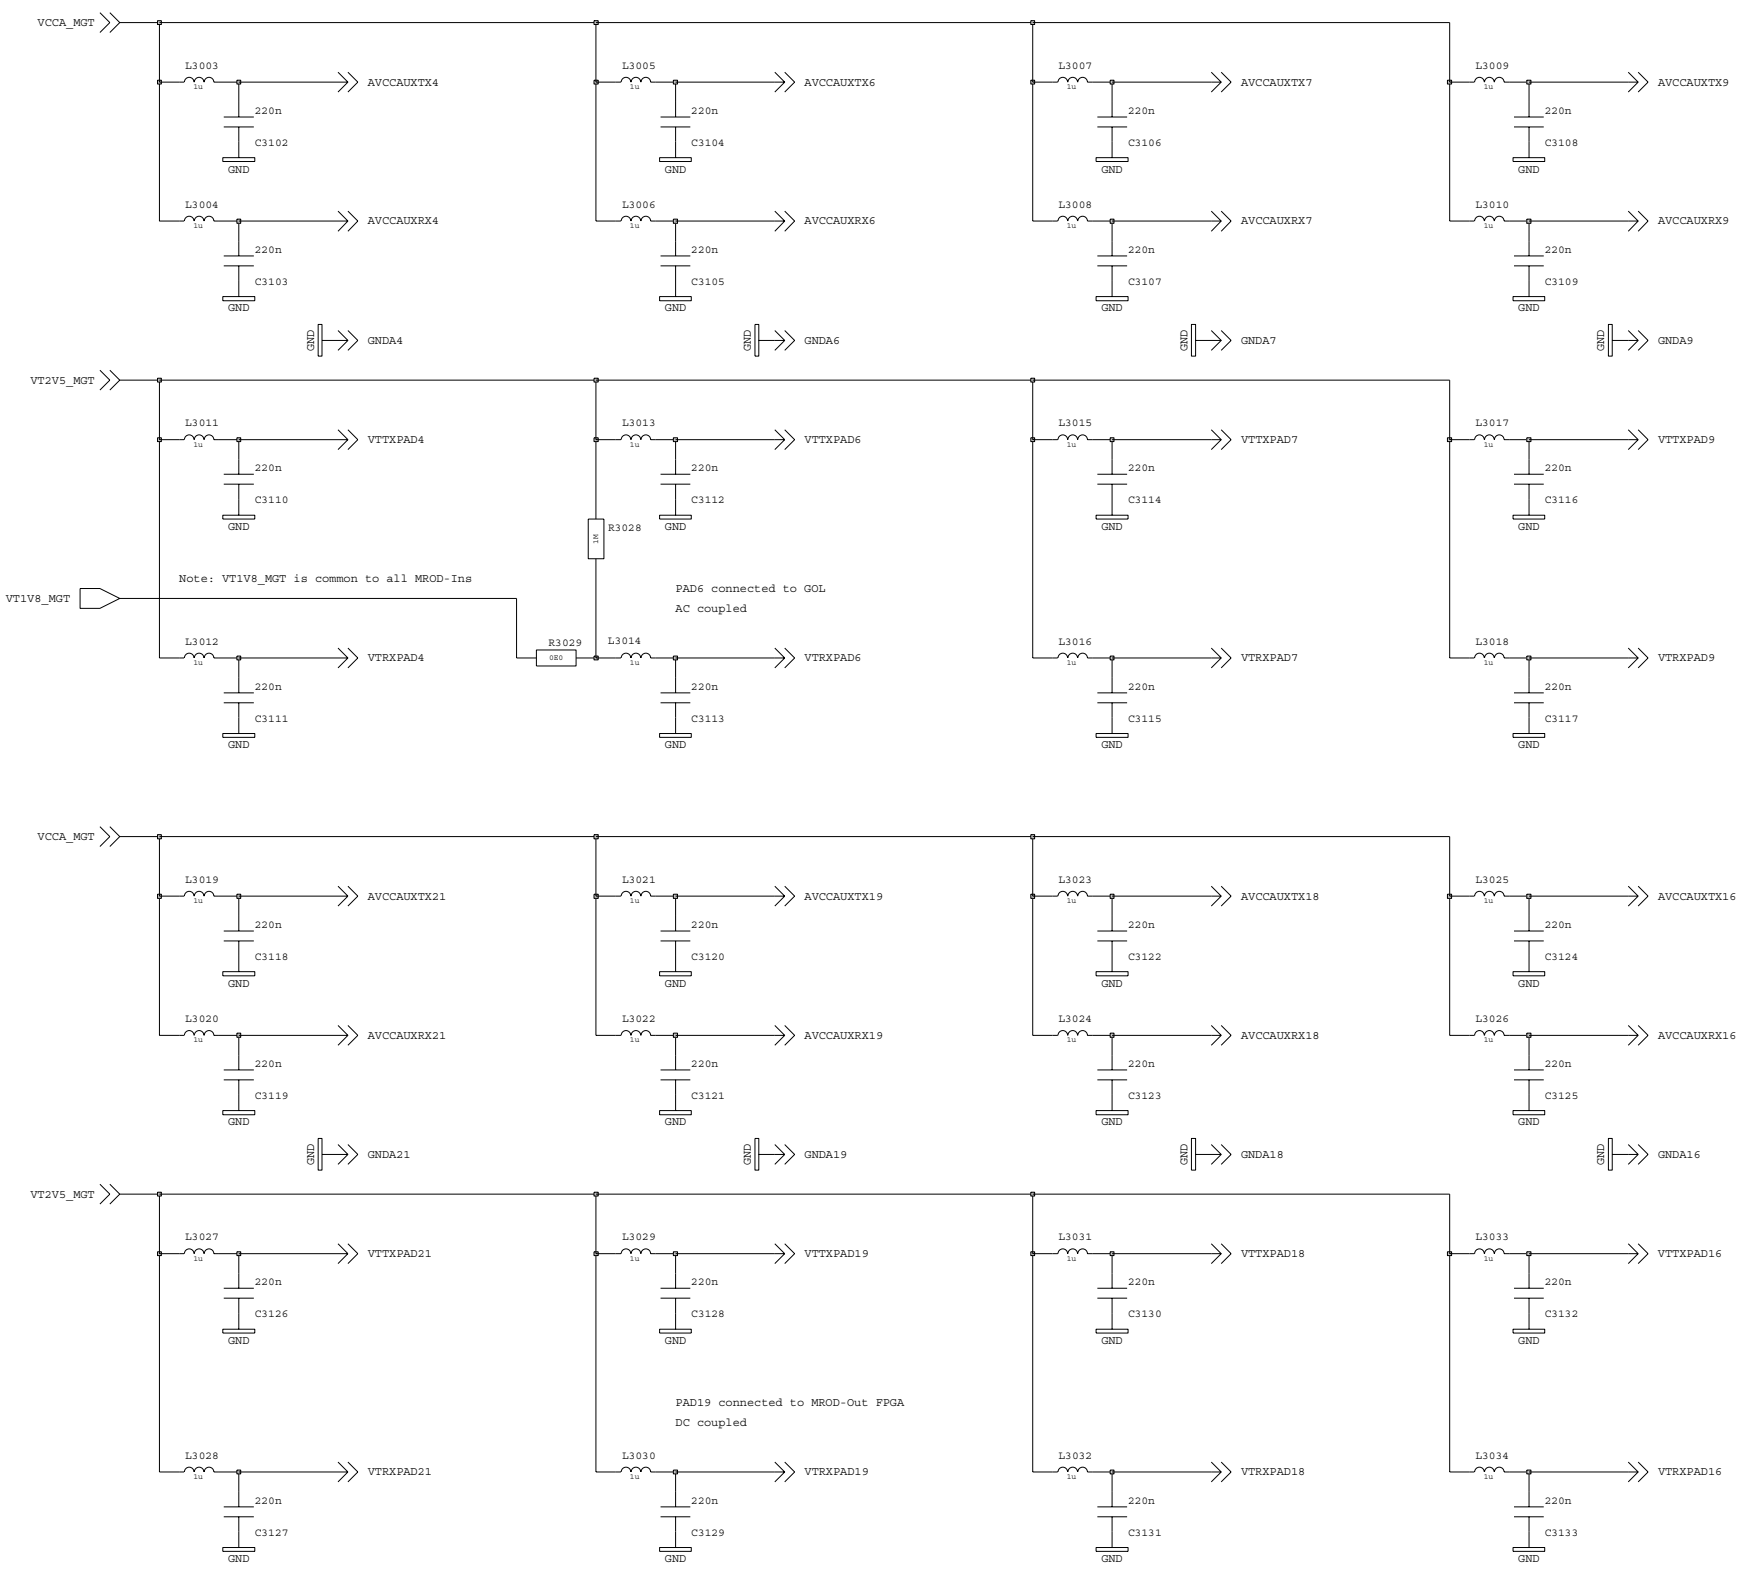 VCCA_MGT
L3003 L3005 L3007 L3009
1u AVCCAUXTX4 1u AVCCAUXTX6 1u AVCCAUXTX7 1u AVCCAUXTX9
220n 220n 220n 220n
C3102 C3104 C3106 C3108
GND GND GND GND
L3004 L3006 L3008 L3010
1u AVCCAUXRX4 1u AVCCAUXRX6 1u AVCCAUXRX7 1u AVCCAUXRX9
220n 220n 220n 220n
C3103 C3105 C3107 C3109
GND GND GND GND
GND GNDA4 GND GNDA6 GND GNDA7 GND GNDA9
VT2V5_MGT
L3011 L3013 L3015 L3017
1u VTTXPAD4 1u VTTXPAD6 1u VTTXPAD7 1u VTTXPAD9
220n 220n 220n 220n
C3110 C3112 C3114 C3116
GND GND GND GND
R3028
1M
Note: VT1V8_MGT is common to all MROD-Ins
PAD6 connected to GOL
AC coupled
VT1V8_MGT
L3012 R3029 L3014 L3016 L3018
1u VTRXPAD4 0E0 1u VTRXPAD6 1u VTRXPAD7 1u VTRXPAD9
220n 220n 220n 220n
C3111 C3113 C3115 C3117
GND GND GND GND
VCCA_MGT
L3019 L3021 L3023 L3025
1u AVCCAUXTX21 1u AVCCAUXTX19 1u AVCCAUXTX18 1u AVCCAUXTX16
220n 220n 220n 220n
C3118 C3120 C3122 C3124
GND GND GND GND
L3020 L3022 L3024 L3026
1u AVCCAUXRX21 1u AVCCAUXRX19 1u AVCCAUXRX18 1u AVCCAUXRX16
220n 220n 220n 220n
C3119 C3121 C3123 C3125
GND GND GND GND
GND GNDA21 GND GNDA19 GND GNDA18 GND GNDA16
VT2V5_MGT
L3027 L3029 L3031 L3033
1u VTTXPAD21 1u VTTXPAD19 1u VTTXPAD18 1u VTTXPAD16
220n 220n 220n 220n
C3126 C3128 C3130 C3132
GND GND GND GND
PAD19 connected to MROD-Out FPGA
DC coupled
L3028 L3030 L3032 L3034
1u VTRXPAD21 1u VTRXPAD19 1u VTRXPAD18 1u VTRXPAD16
220n 220n 220n 220n
C3127 C3129 C3131 C3133
GND GND GND GND